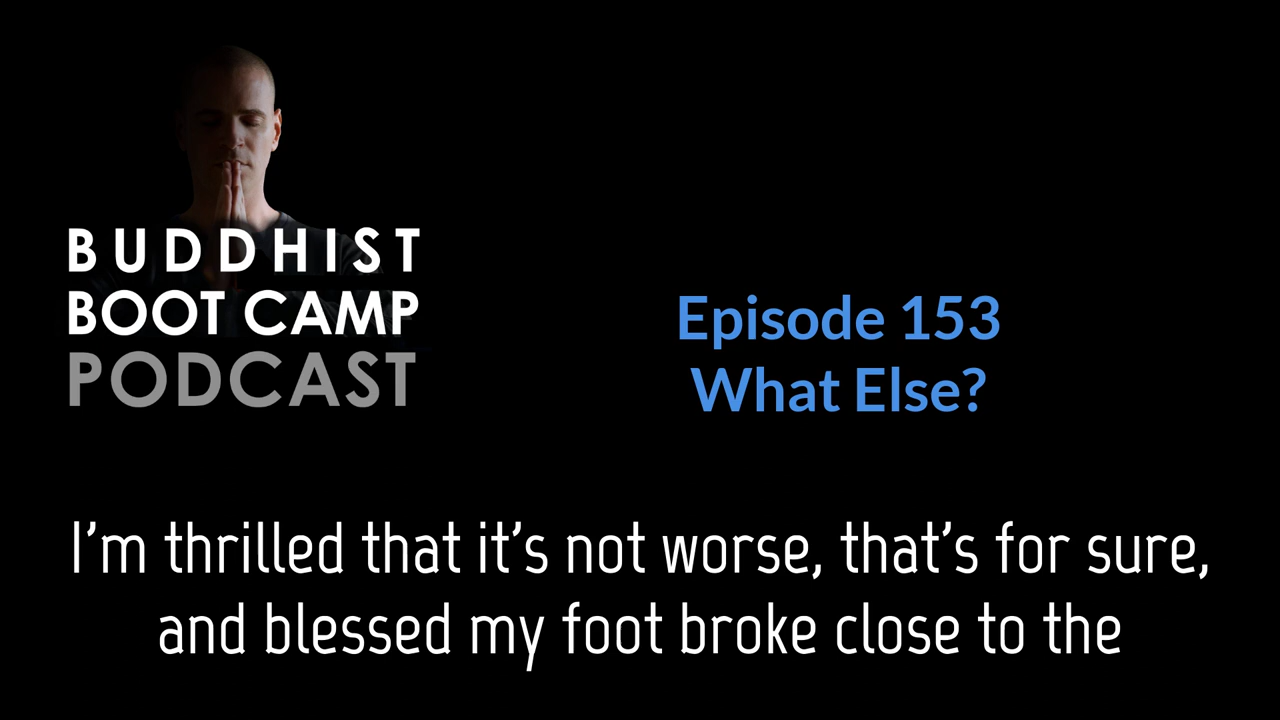 BUDDHIST
BOOT CAMP
PODCAST
Episode 153
What Else?
I'm thrilled that it's not worse, that's for sure,
and blessed my foot broke close to the